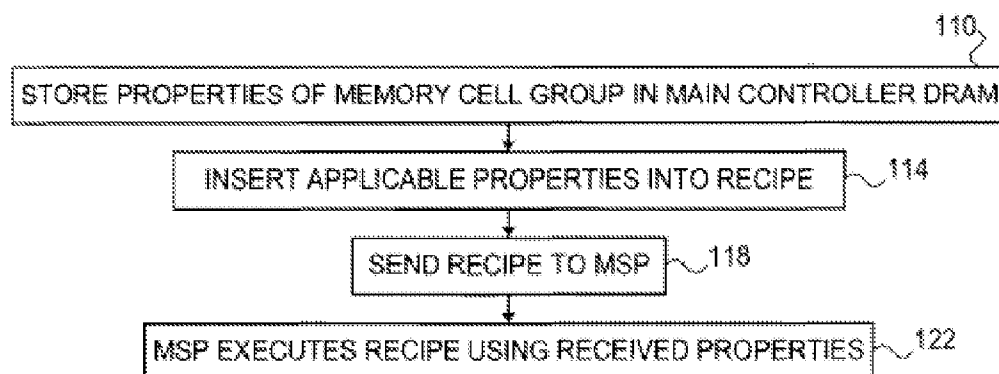 110
STORE PROPERTIES OF MEMORY CELL GROUP IN MAIN CONTROLLER DRAM
INSERT APPLICABLE PROPERTIES INTO RECIPE
114
SEND RECIPE TO MSP
118
MSP EXECUTES RECIPE USING RECEIVED PROPERTIES
122